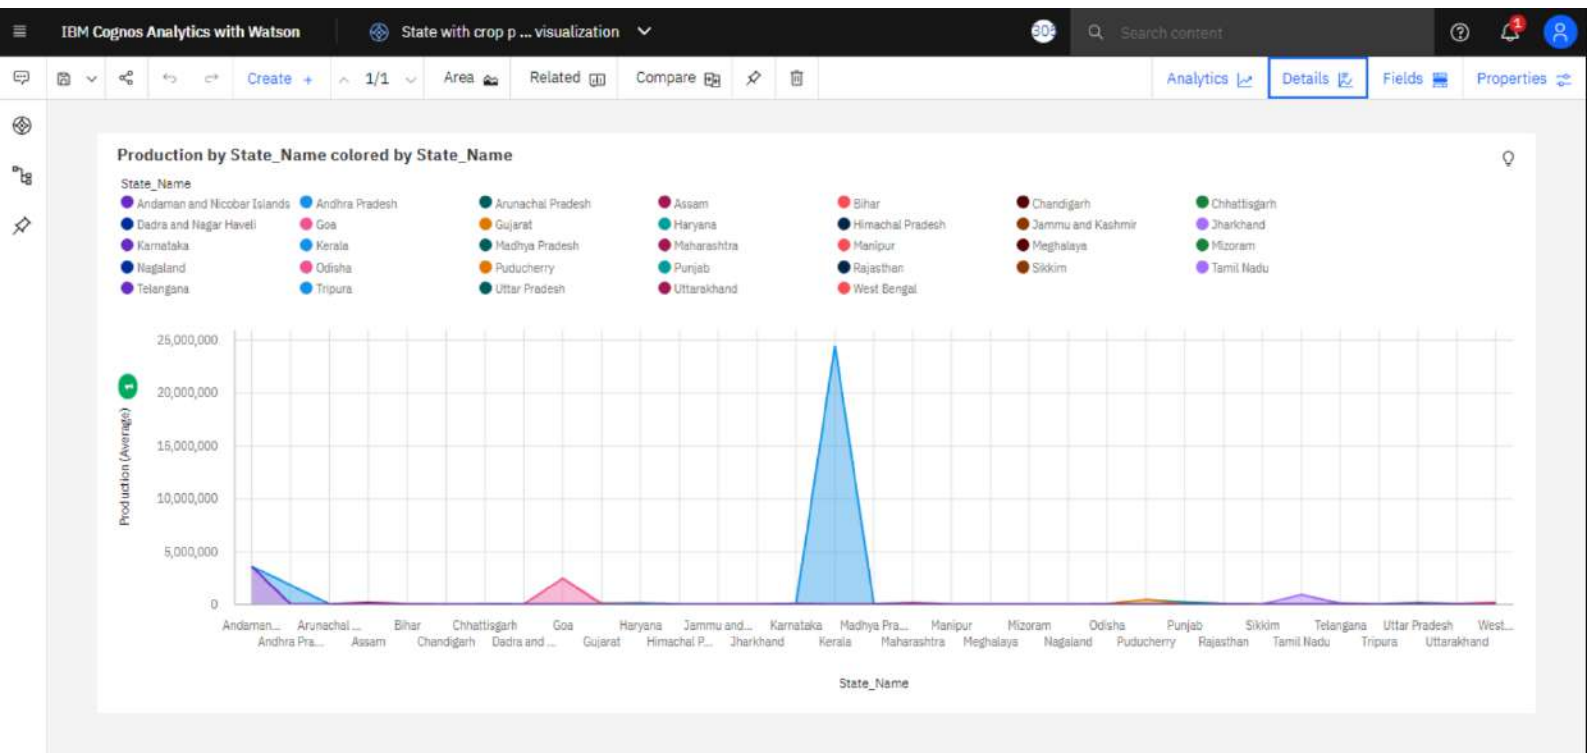 IBM Cognos Analytics with Watson State with crop p ... visualization Search content 1
Create + 1/1 Area Related Compare Analytics Details Fields Properties
Production by State_Name colored by State_Name
State_Name
Andaman and Nicobar Islands Andhra Pradesh Arunachal Pradesh Assam Bihar Chandigarh Chhattisgarh
Dadra and Nagar Haveli Goa Gujarat Haryana Himachal Pradesh Jammu and Kashmir Jharkhand
Karnataka Kerala Madhya Pradesh Maharashtra Manipur Meghalaya Mizoram
Nagaland Odisha Puducherry Punjab Rajasthan Sikkim Tamil Nadu
Telangana Tripura Uttar Pradesh Uttarakhand West Bengal
25,000,000
20,000,000
15,000,000
10,000,000
5,000,000
0
Production (Average) 1
Andaman... Arunachal ... Bihar Chhattisgarh Goa Haryana Jammu and... Karnataka Madhya Pra... Manipur Mizoram Odisha Punjab Sikkim Telangana Uttar Pradesh West...
Andhra Pra... Assam Chandigarh Dadra and ... Gujarat Himachal P... Jharkhand Kerala Maharashtra Meghalaya Nagaland Puducherry Rajasthan Tamil Nadu Tripura Uttarakhand
State_Name